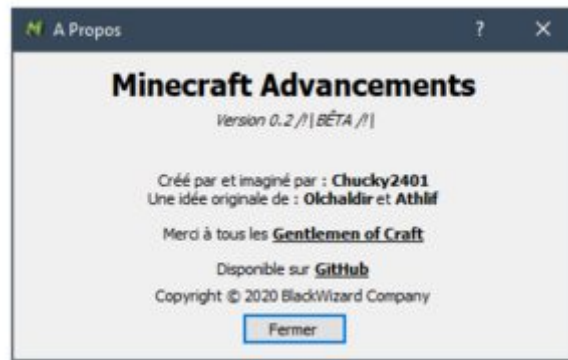 A Propos
Minecraft Advancements
Version 0.2 /!\ BÊTA /!\
Créé par et imaginé par : Chucky2401
Une idée originale de : Olchaldir et Athlif
Merci à tous les Gentlemen of Craft
Disponible sur GitHub
Copyright © 2020 BlackWizard Company
Fermer